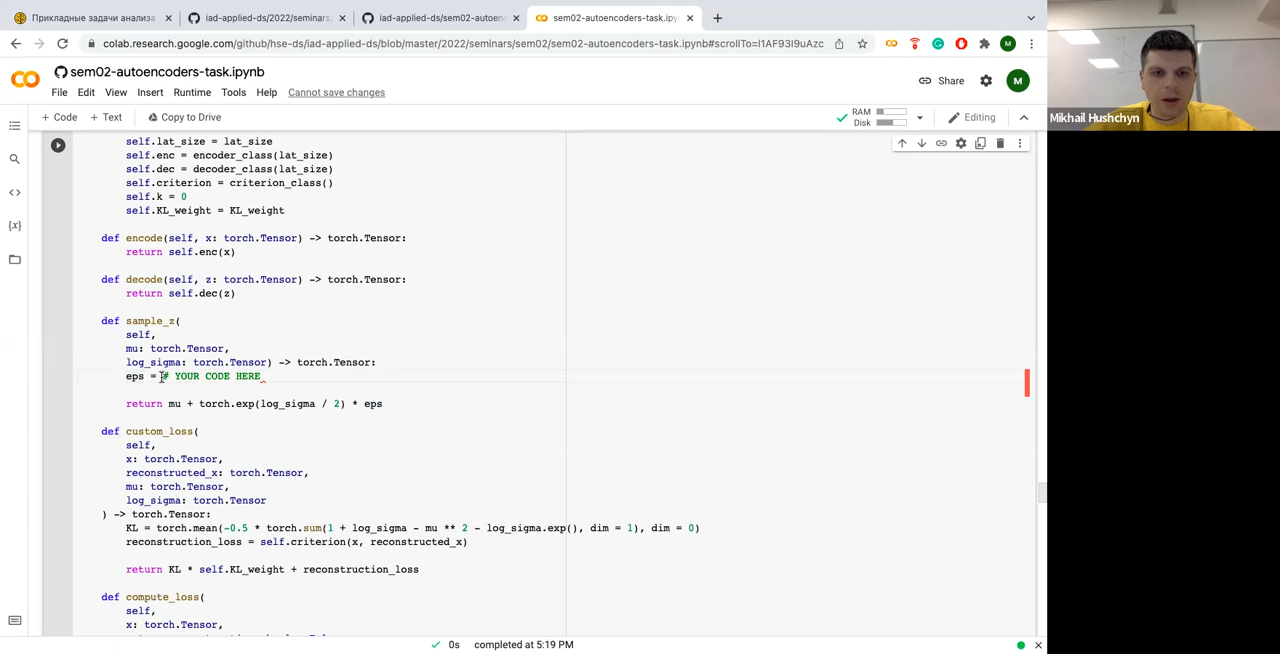 Прикладные задачи анализа
iad-applied-ds/2022/seminars
iad-applied-ds/sem02-autoen
sem02-autoencoders-task.ipyn
colab.research.google.com/github/hse-ds/iad-applied-ds/blob/master/2022/seminars/sem02/sem02-autoencoders-task.ipynb#scrollTo=I1AF93I9uAzc
M
sem02-autoencoders-task.ipynb
File Edit View Insert Runtime Tools Help Cannot save changes
Share
M
+ Code + Text Copy to Drive
RAM
Disk
Editing
self.lat_size = lat_size
self.enc = encoder_class(lat_size)
self.dec = decoder_class(lat_size)
self.criterion = criterion_class()
self.k = 0
self.KL_weight = KL_weight
def encode(self, x: torch.Tensor) -> torch.Tensor:
return self.enc(x)
def decode(self, z: torch.Tensor) -> torch.Tensor:
return self.dec(z)
def sample_z(
self,
mu: torch.Tensor,
log_sigma: torch.Tensor) -> torch.Tensor:
eps = # YOUR CODE HERE
return mu + torch.exp(log_sigma / 2) * eps
def custom_loss(
self,
x: torch.Tensor,
reconstructed_x: torch.Tensor,
mu: torch.Tensor,
log_sigma: torch.Tensor
) -> torch.Tensor:
KL = torch.mean(-0.5 * torch.sum(1 + log_sigma - mu ** 2 - log_sigma.exp(), dim = 1), dim = 0)
reconstruction_loss = self.criterion(x, reconstructed_x)
return KL * self.KL_weight + reconstruction_loss
def compute_loss(
self,
x: torch.Tensor,
0s completed at 5:19 PM
Mikhail Hushchyn